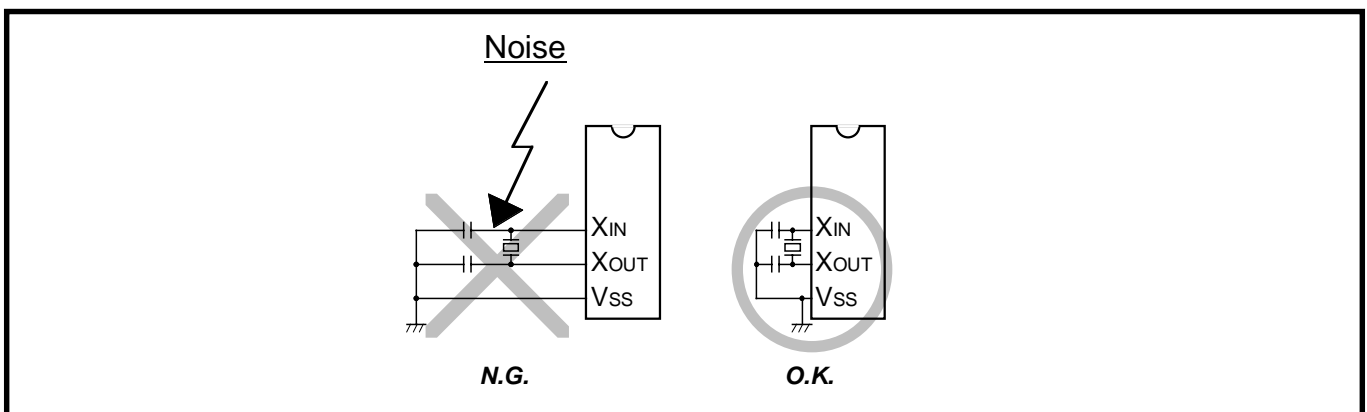 Noise
XIN
XOUT
VSS
N.G.
XIN
XOUT
VSS
O.K.